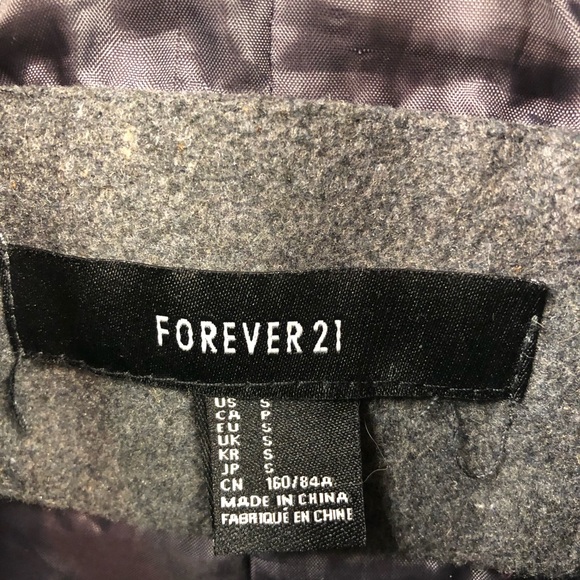 FOREVER 21
US S
CA P
EU S
UK S
KR S
JP S
CN 160/84A
MADE IN CHINA
FABRIQUÉ EN CHINE